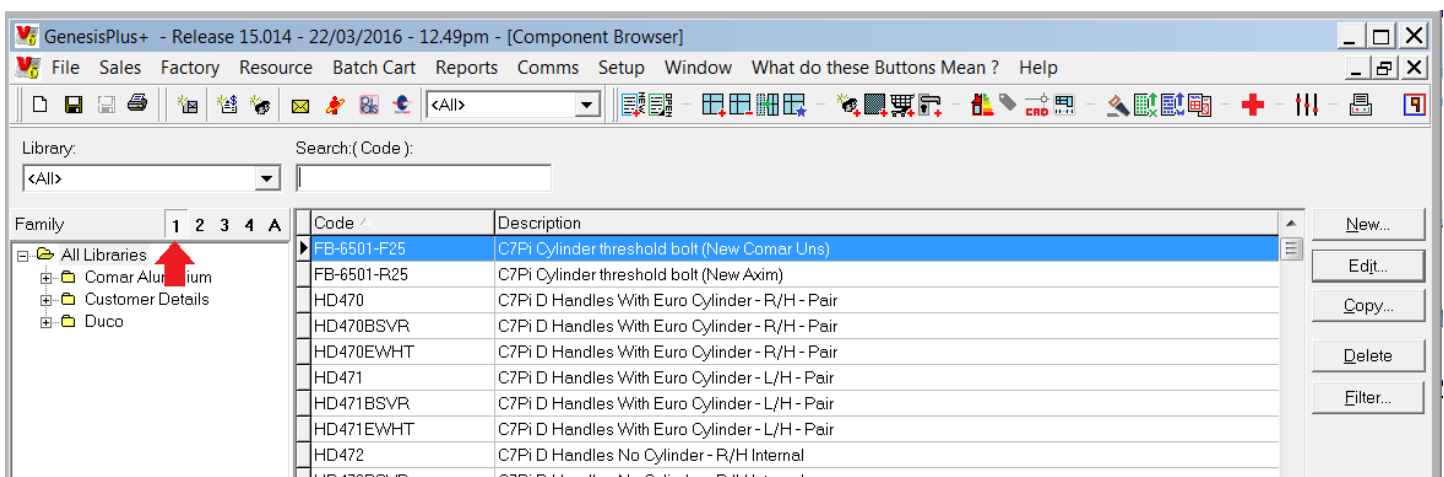 GenesisPlus+ - Release 15.014 - 22/03/2016 - 12.49pm - [Component Browser]
File Sales Factory Resource Batch Cart Reports Comms Setup Window What do these Buttons Mean ? Help
<All>
Library:
Search:( Code ):
<All>
Family 1 2 3 4 A
Code Description
New...
All Libraries
FB-6501-F25 C7Pi Cylinder threshold bolt (New Comar Uns)
Edit...
Comar Alu ium
FB-6501-R25 C7Pi Cylinder threshold bolt (New Axim)
Customer Details
HD470 C7Pi D Handles With Euro Cylinder - R/H - Pair
Copy...
Duco
HD470BSVR C7Pi D Handles With Euro Cylinder - R/H - Pair
HD470EWHT C7Pi D Handles With Euro Cylinder - R/H - Pair
Delete
HD471 C7Pi D Handles With Euro Cylinder - L/H - Pair
HD471BSVR C7Pi D Handles With Euro Cylinder - L/H - Pair
Filter...
HD471EWHT C7Pi D Handles With Euro Cylinder - L/H - Pair
HD472 C7Pi D Handles No Cylinder - R/H Internal